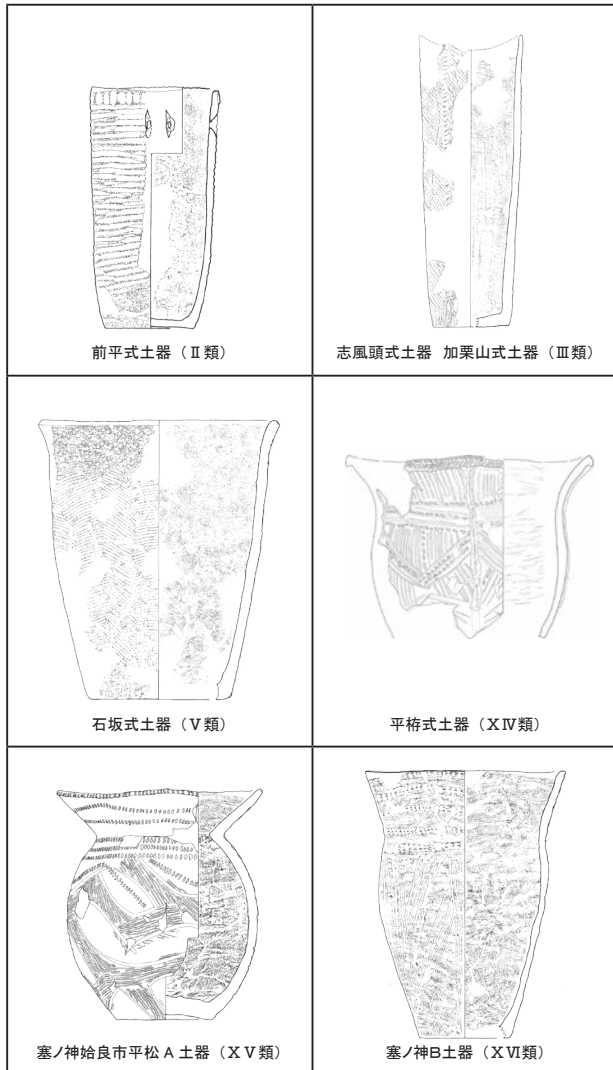 前平式土器（Ⅱ類）
志風頭式土器 加栗山式土器（Ⅲ類）
石坂式土器（Ⅴ類）
平栫式土器（ⅩⅣ類）
塞ノ神姶良市平松A土器（ⅩⅤ類）
塞ノ神B土器（ⅩⅥ類）